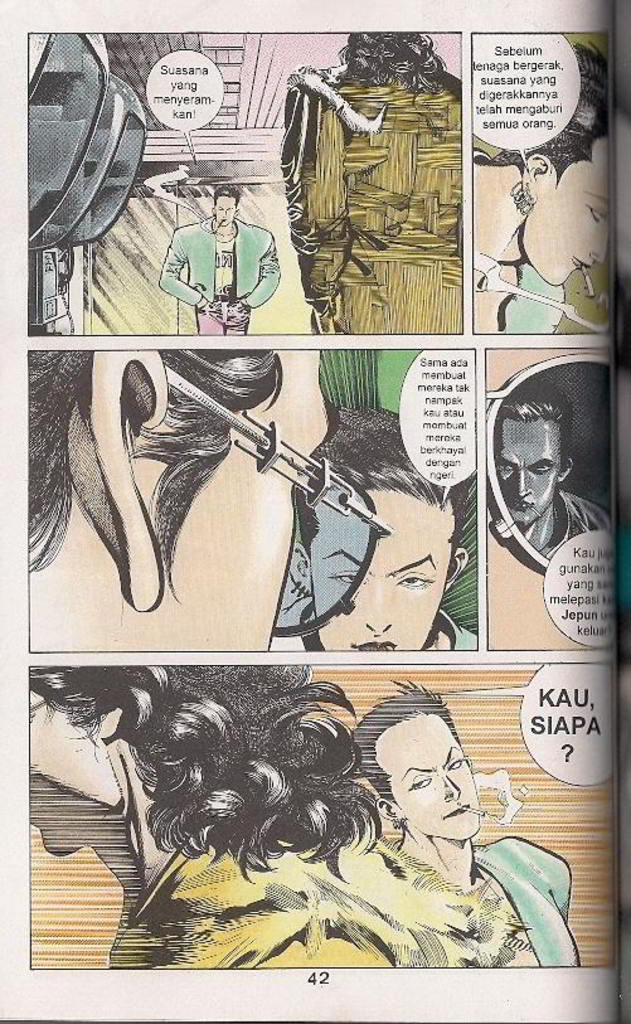 Suasana
yang
menyeram-
kan!
Sebelum
tenaga bergerak,
suasana yang
digerakkannya
telah mengaburi
semua orang.
Sama ada
membuat
mereka tak
nampak
kau atau
membuat
mereka
berkhayal
dengan
ngeri.
Kau
gunakan
yang
melepasi
Jepun
KAU,
SIAPA
?
42